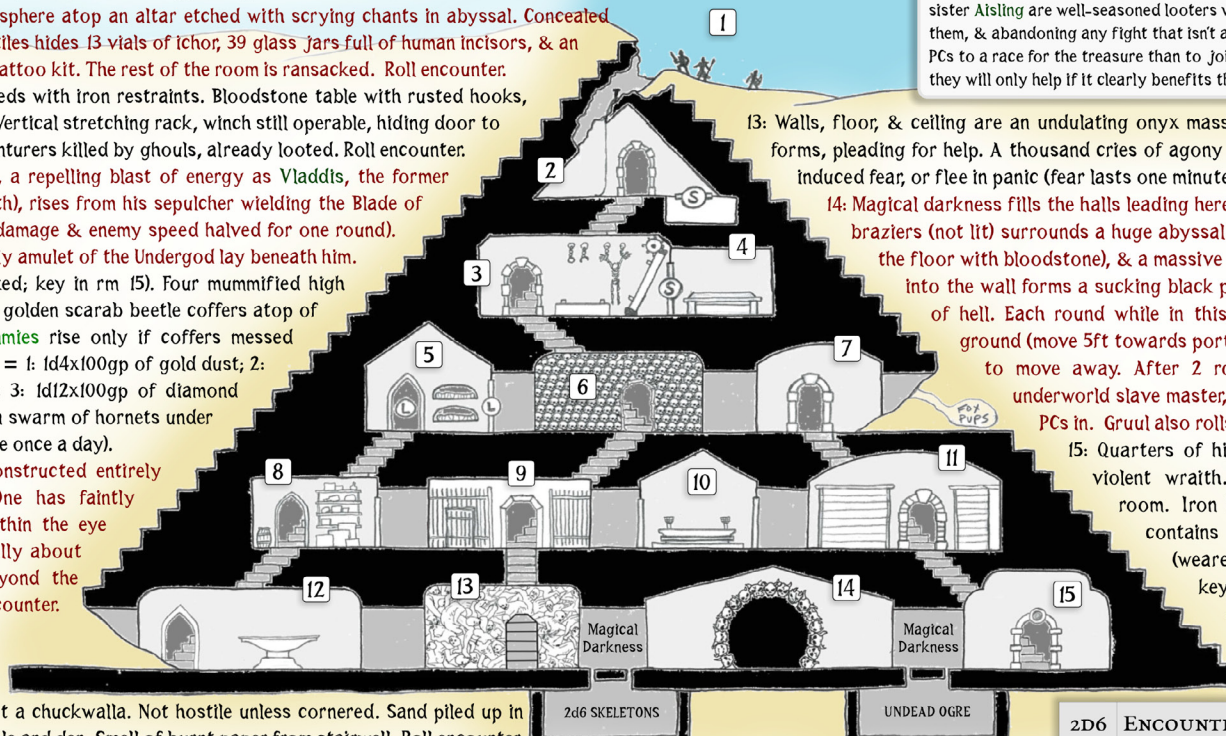 sphere atop an altar etched with scrying chants in abyssal. Concealed
tiles hides 13 vials of ichor, 39 glass jars full of human incisors, & an
attoo kit. The rest of the room is ransacked. Roll encounter.
eds with iron restraints. Bloodstone table with rusted hooks,
Vertical stretching rack, winch still operable, hiding door to
nturers killed by ghouls, already looted. Roll encounter.
, a repelling blast of energy as Vladdis, the former
th), rises from his sepulcher wielding the Blade of
damage & enemy speed halved for one round).
ly amulet of the Undergod lay beneath him.
ked; key in rm 15). Four mummified high
golden scarab beetle coffers atop of
mies rise only if coffers messed
= 1: 1d4x100gp of gold dust; 2:
3: 1d12x100gp of diamond
n swarm of hornets under
e once a day).
onstructed entirely
One has faintly
thin the eye
lly about
yond the
counter.
t a chuckwalla. Not hostile unless cornered. Sand piled up in
1
2
S
3
4
S
5
L
L
6
7
FOX
PUPS
8
9
10
11
12
13
14
15
Magical
Darkness
Magical
Darkness
2d6 SKELETONS
UNDEAD OGRE
sister Aisling are well-seasoned looters
them, & abandoning any fight that isn't a
PCs to a race for the treasure than to joi
they will only help if it clearly benefits th
13: Walls, floor, & ceiling are an undulating onyx mass
forms, pleading for help. A thousand cries of agony
induced fear, or flee in panic (fear lasts one minute
14: Magical darkness fills the halls leading here
braziers (not lit) surrounds a huge abyssal
the floor with bloodstone), & a massive
into the wall forms a sucking black p
of hell. Each round while in this
ground (move 5ft towards port
to move away. After 2 ro
underworld slave master,
PCs in. Gruul also rolls
15: Quarters of hi
violent wraith.
room. Iron
contains
(weare
key
2D6 ENCOUNT